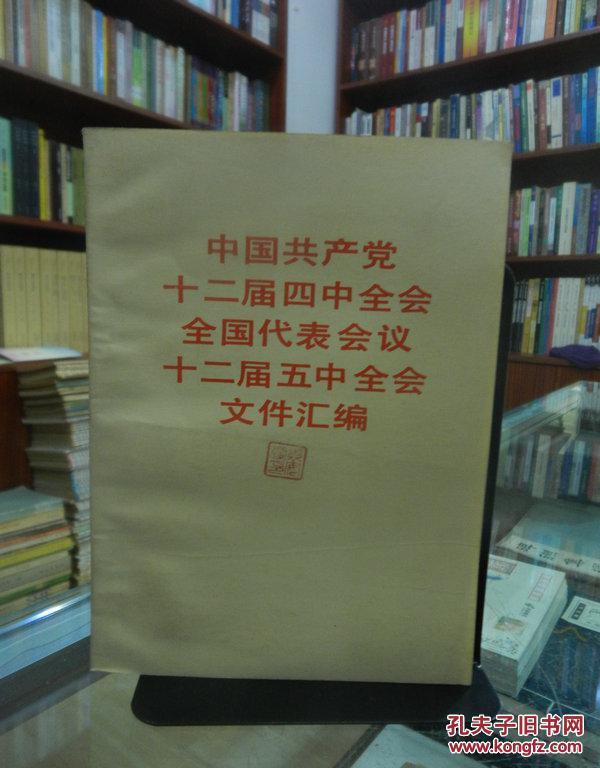 中国共产党
十二届四中全会
全国代表会议
十二届五中全会
文件汇编
孔夫子旧书网
www.kongfz.com